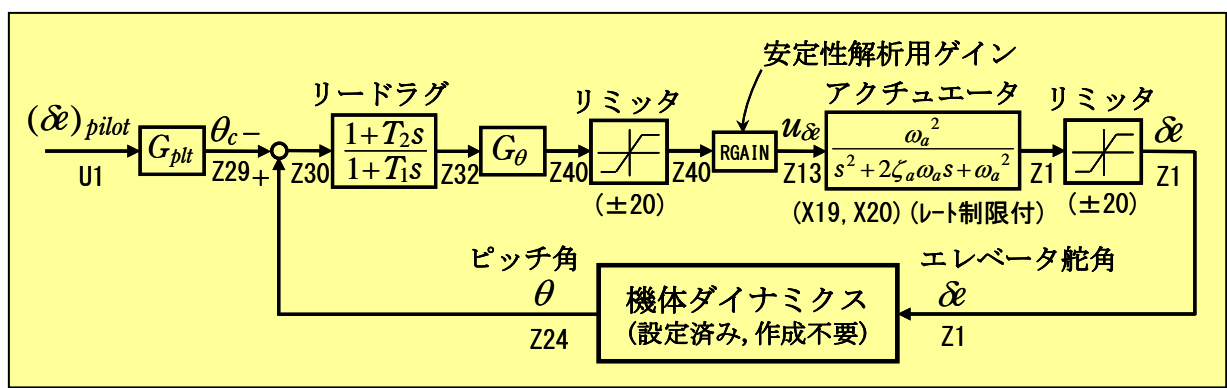 安定性解析用ゲイン
リードラグ
リミッタ
アクチュエータ
リミッタ
(δe)pilot
Gplt
θc
−
+
1+T2s
1+T1s
Gθ
RGAIN
uδe
ωa²
s²+2ζaωas+ωa²
δe
U1
Z29
Z30
Z32
Z40
Z40
Z13
Z1
Z1
(±20)
(X19, X20) (レート制限付)
(±20)
ピッチ角
θ
Z24
機体ダイナミクス
(設定済み, 作成不要)
エレベータ舵角
δe
Z1